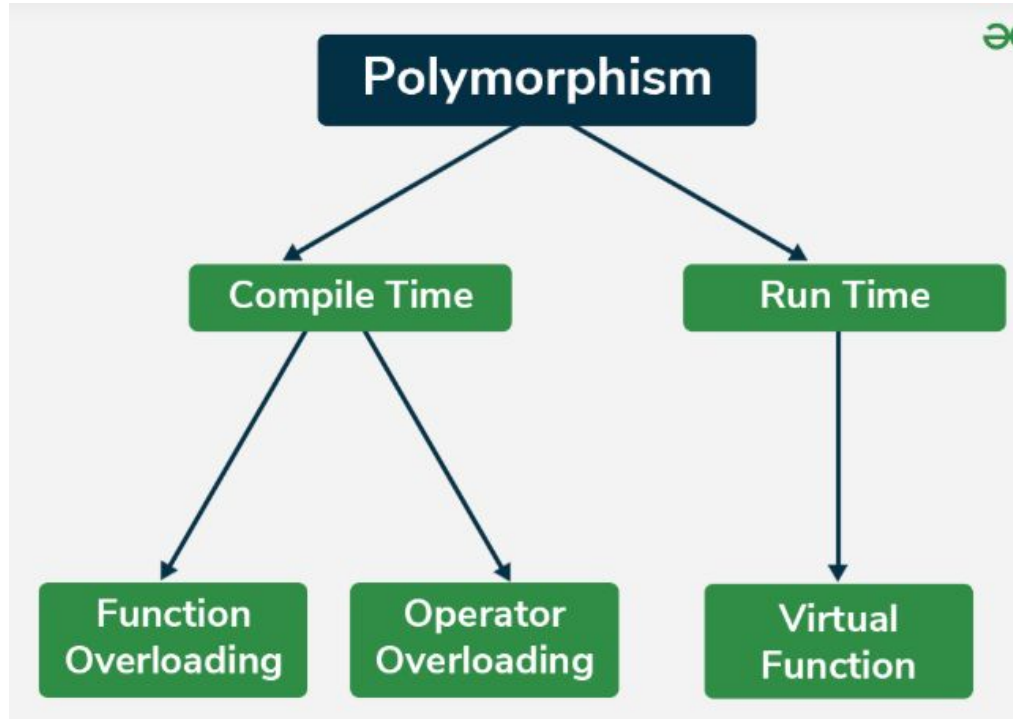 Polymorphism
Compile Time
Run Time
Function
Overloading
Operator
Overloading
Virtual
Function